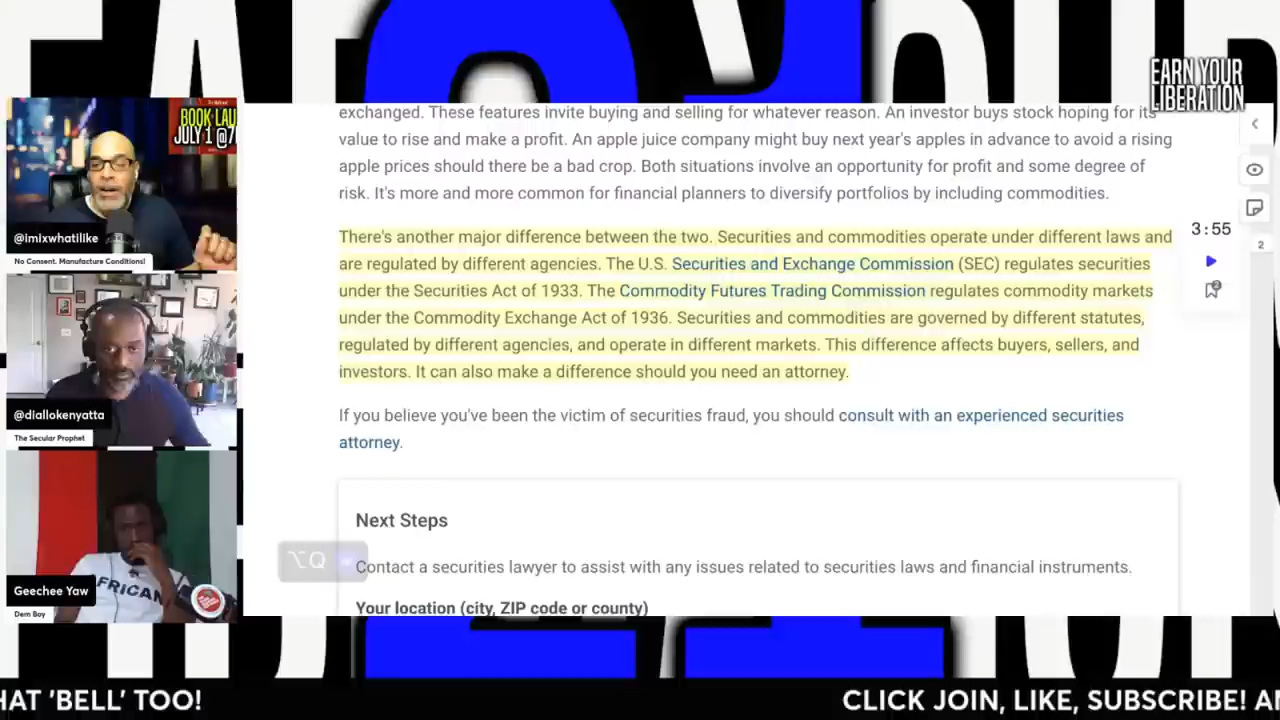 EARN YOUR
LIBERATION
BOOK LAU
JULY 1 @7
@imixwhatilike
No Consent. Manufacture Conditions!
@diallokenyatta
The Secular Prophet
AFRICAN
Geechee Yaw
Dem Boy
exchanged. These features invite buying and selling for whatever reason. An investor buys stock hoping for its
value to rise and make a profit. An apple juice company might buy next year's apples in advance to avoid a rising
apple prices should there be a bad crop. Both situations involve an opportunity for profit and some degree of
risk. It's more and more common for financial planners to diversify portfolios by including commodities.
There's another major difference between the two. Securities and commodities operate under different laws and
are regulated by different agencies. The U.S. Securities and Exchange Commission (SEC) regulates securities
under the Securities Act of 1933. The Commodity Futures Trading Commission regulates commodity markets
under the Commodity Exchange Act of 1936. Securities and commodities are governed by different statutes,
regulated by different agencies, and operate in different markets. This difference affects buyers, sellers, and
investors. It can also make a difference should you need an attorney.
If you believe you've been the victim of securities fraud, you should consult with an experienced securities
attorney.
Next Steps
⌥Q
Contact a securities lawyer to assist with any issues related to securities laws and financial instruments.
Your location (city, ZIP code or county)
3:55
2
HAT 'BELL' TOO!
CLICK JOIN, LIKE, SUBSCRIBE! A